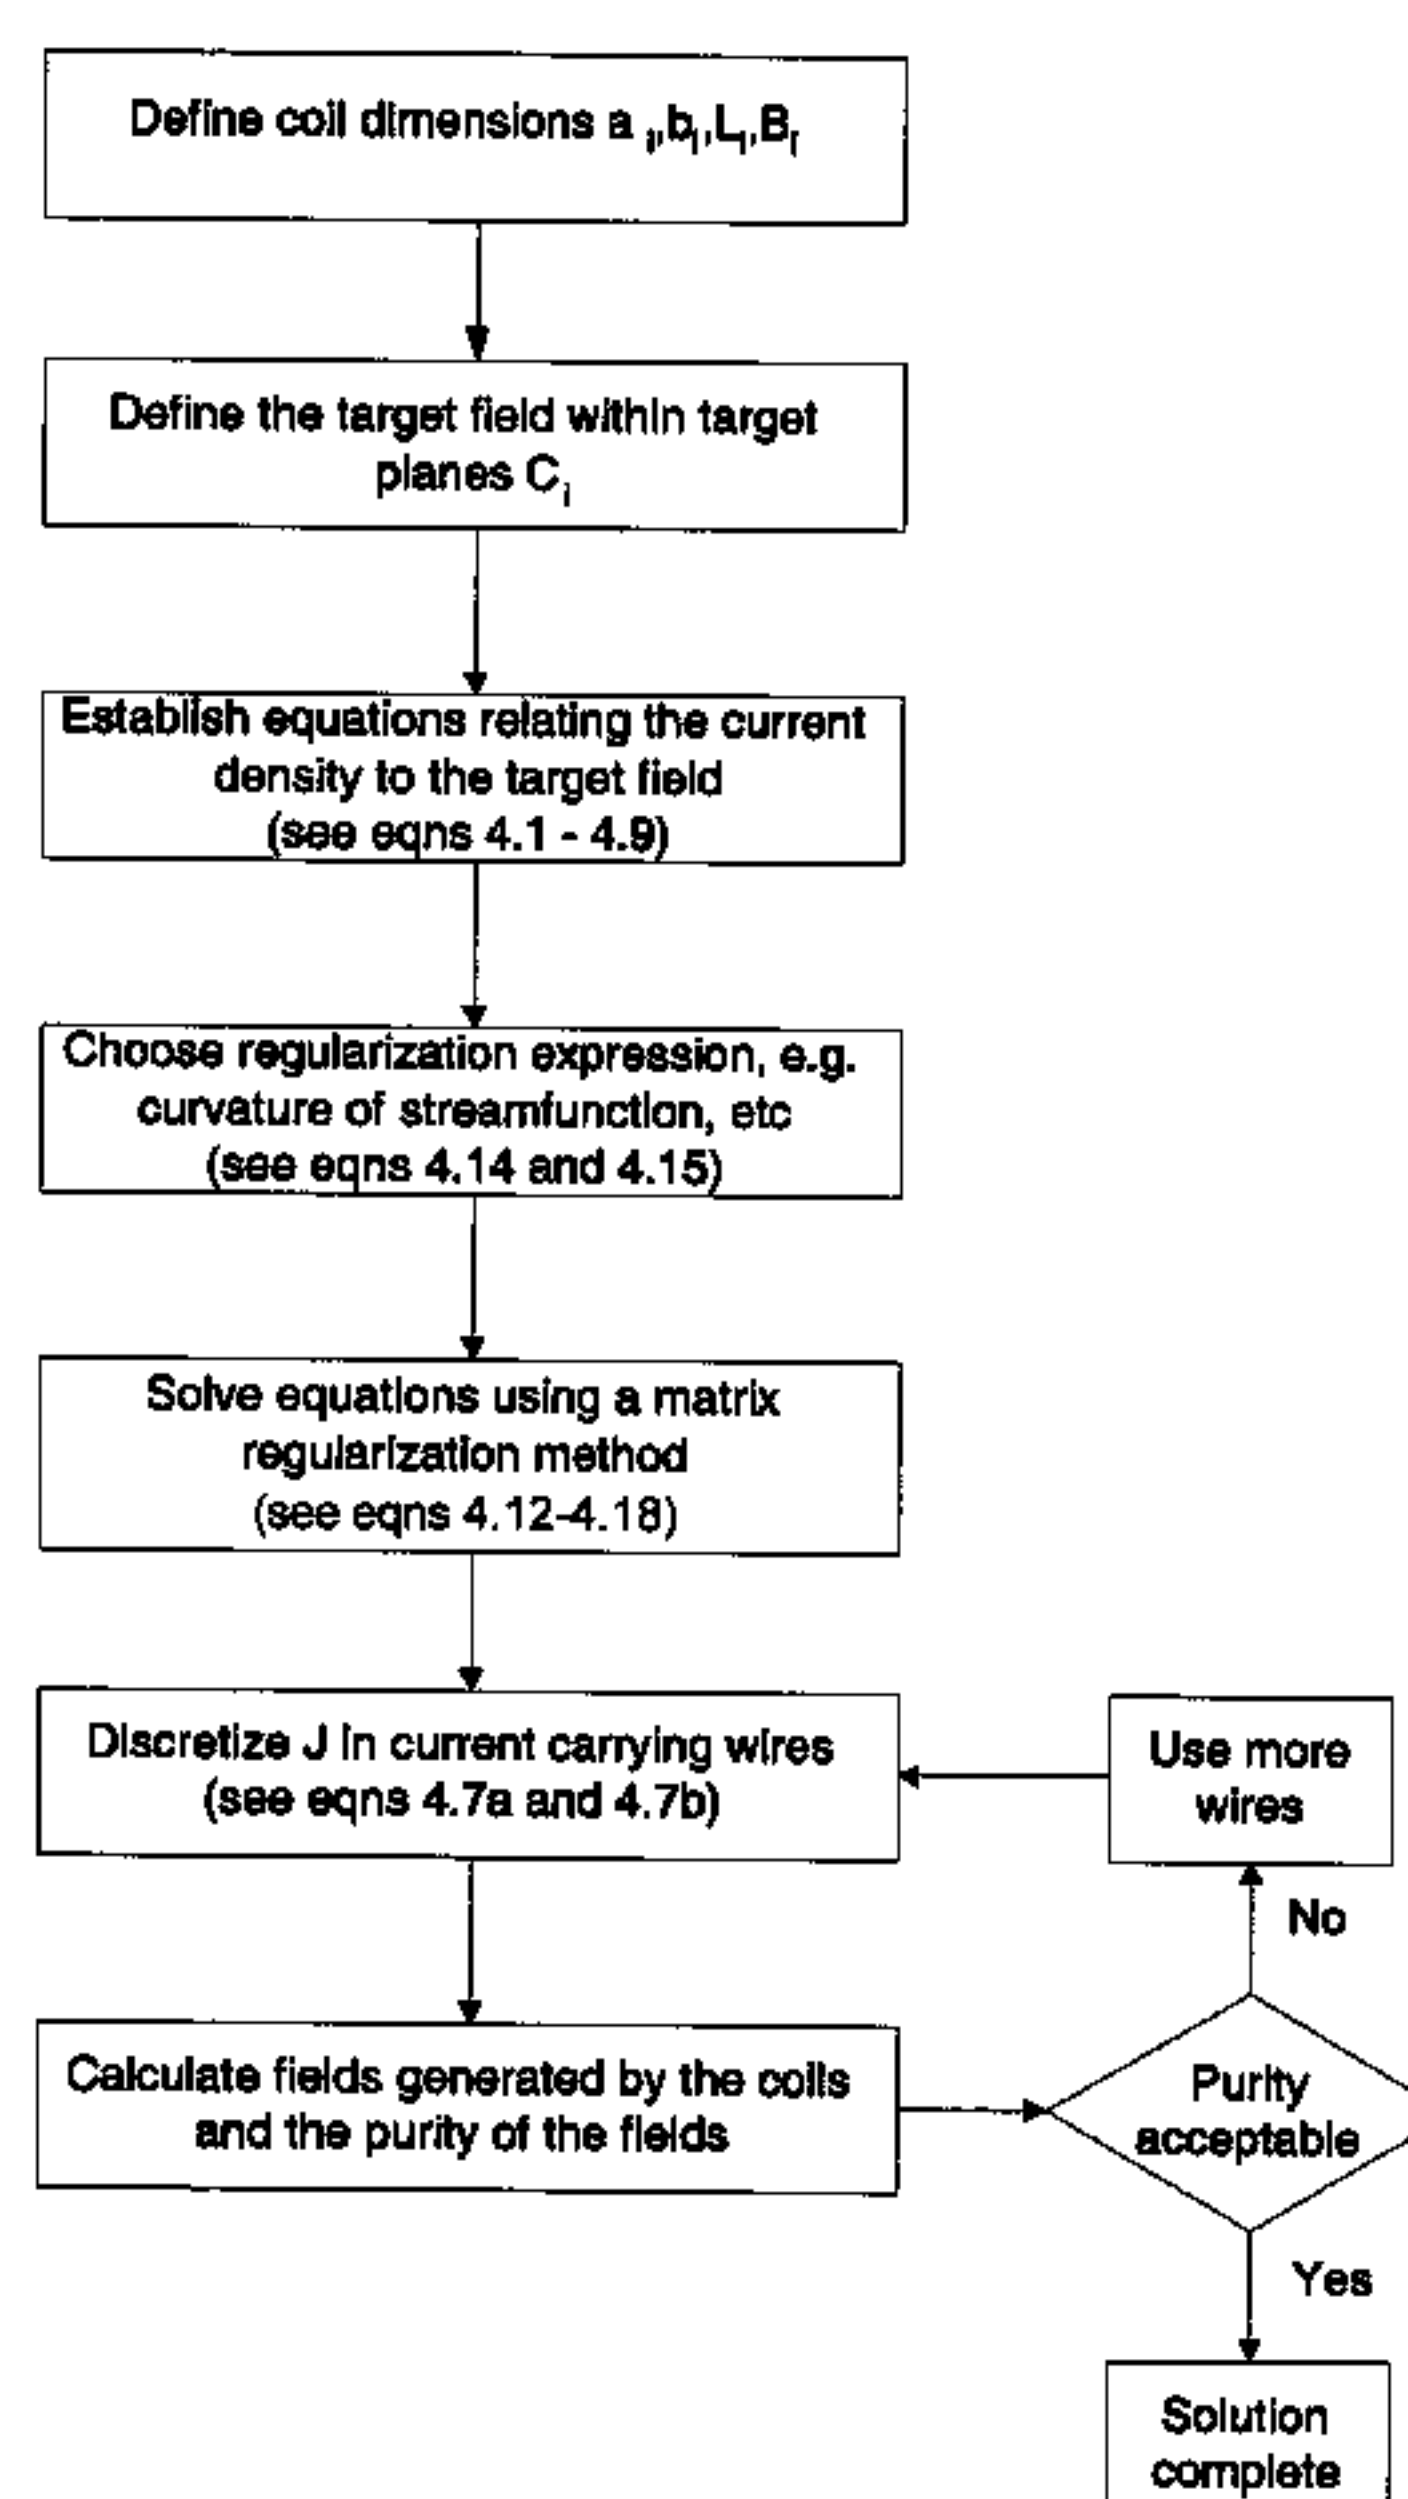 Define coil dimensions a i,bi,Li,Bi
Define the target field within target
planes Ci
Establish equations relating the current
density to the target field
(see eqns 4.1 - 4.9)
Choose regularization expression, e.g.
curvature of streamfunction, etc
(see eqns 4.14 and 4.15)
Solve equations using a matrix
regularization method
(see eqns 4.12-4.18)
Discretize J in current carrying wires
(see eqns 4.7a and 4.7b)
Use more
wires
No
Calculate fields generated by the coils
and the purity of the fields
Purity
acceptable
Yes
Solution
complete